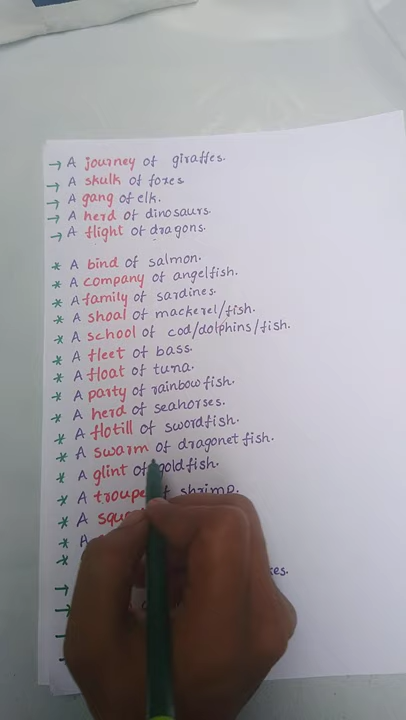 → A journey of giraffes.
→ A skulk of foxes
→ A gang of elk.
→ A herd of dinosaurs.
→ A flight of dragons.
* A bind of salmon.
* A company of angelfish.
* A family of sardines.
* A shoal of mackerel/fish.
* A school of cod/dolphins/fish.
* A fleet of bass.
* A float of tuna.
* A party of rainbow fish.
* A herd of seahorses.
* A flotill of swordfish.
* A swarm of dragonet fish.
* A glint of goldfish.
* A troupe of shrimp.
* A
* A